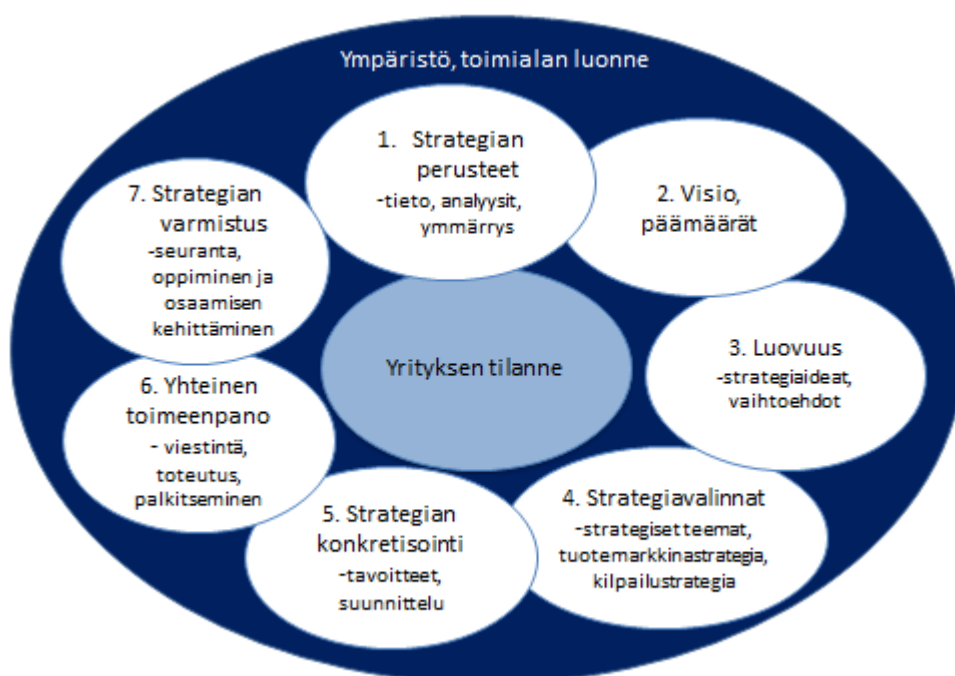 Ympäristö, toimialan luonne
1. Strategian
perusteet
-tieto, analyysit,
ymmärrys
2. Visio,
päämäärät
3. Luovuus
-strategiaideat,
vaihtoehdot
4. Strategiavalinnat
-strategiset teemat,
tuotemarkkinastrategia,
kilpailustrategia
5. Strategian
konkretisointi
-tavoitteet,
suunnittelu
6. Yhteinen
toimeenpano
- viestintä,
toteutus,
palkitseminen
7. Strategian
varmistus
-seuranta,
oppiminen ja
osaamisen
kehittäminen
Yrityksen tilanne